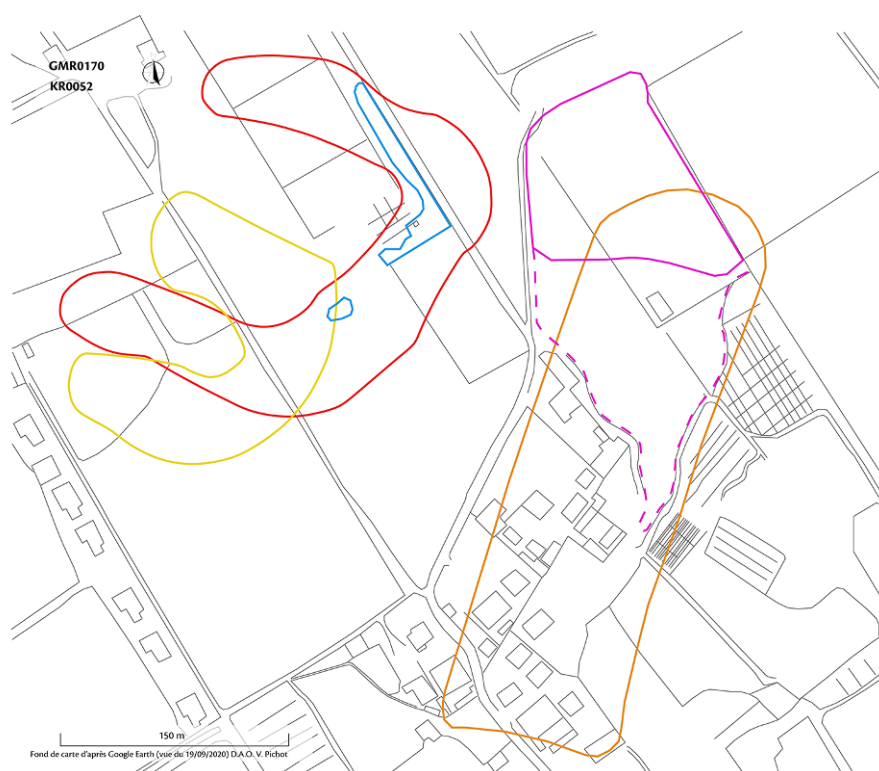 GMR0170
KR0052
150 m
Fond de carte d'après Google Earth (vue du 19/09/2020) D.A.O. V. Pichot